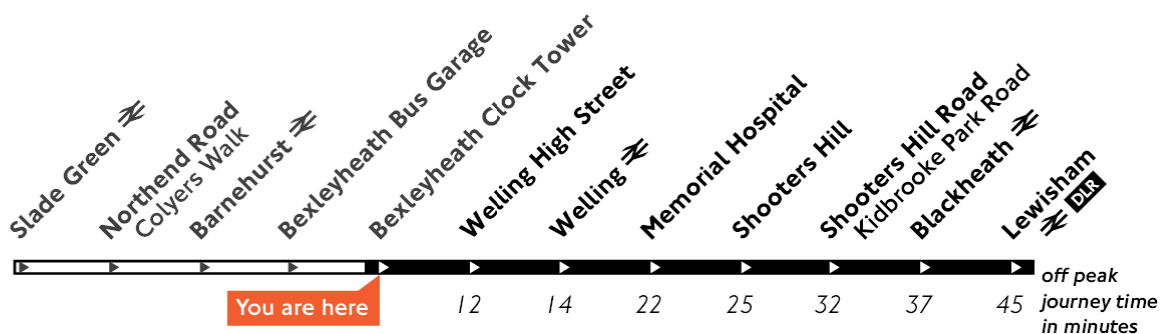 Slade Green
Northend Road
Colyers Walk
Barnehurst
Bexleyheath Bus Garage
Bexleyheath Clock Tower
Welling High Street
Welling
Memorial Hospital
Shooters Hill
Shooters Hill Road
Kidbrooke Park Road
Blackheath
Lewisham
DLR
You are here
12 14 22 25 32 37 45
off peak
journey time
in minutes